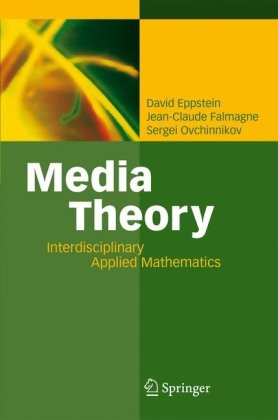 David Eppstein
Jean-Claude Falmagne
Sergei Ovchinnikov
Media
Theory
Interdisciplinary
Applied Mathematics
Springer